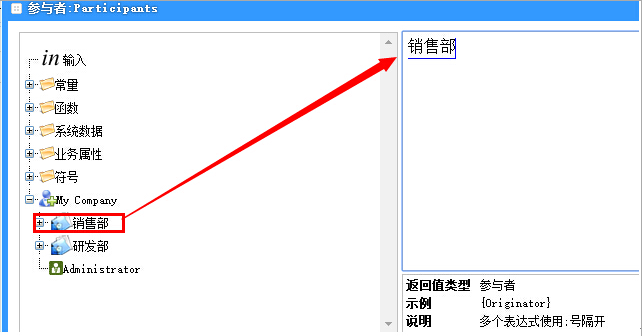 参与者:Participants
in 输入
常量
函数
系统数据
业务属性
符号
My Company
销售部
研发部
Administrator
销售部
返回值类型 参与者
示例 {Originator}
说明 多个表达式使用;号隔开